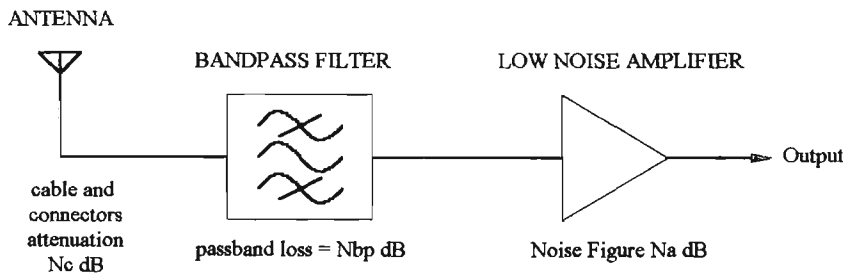 ANTENNA
BANDPASS FILTER
LOW NOISE AMPLIFIER
Output
cable and
connectors
attenuation
Nc dB
passband loss = Nbp dB
Noise Figure Na dB